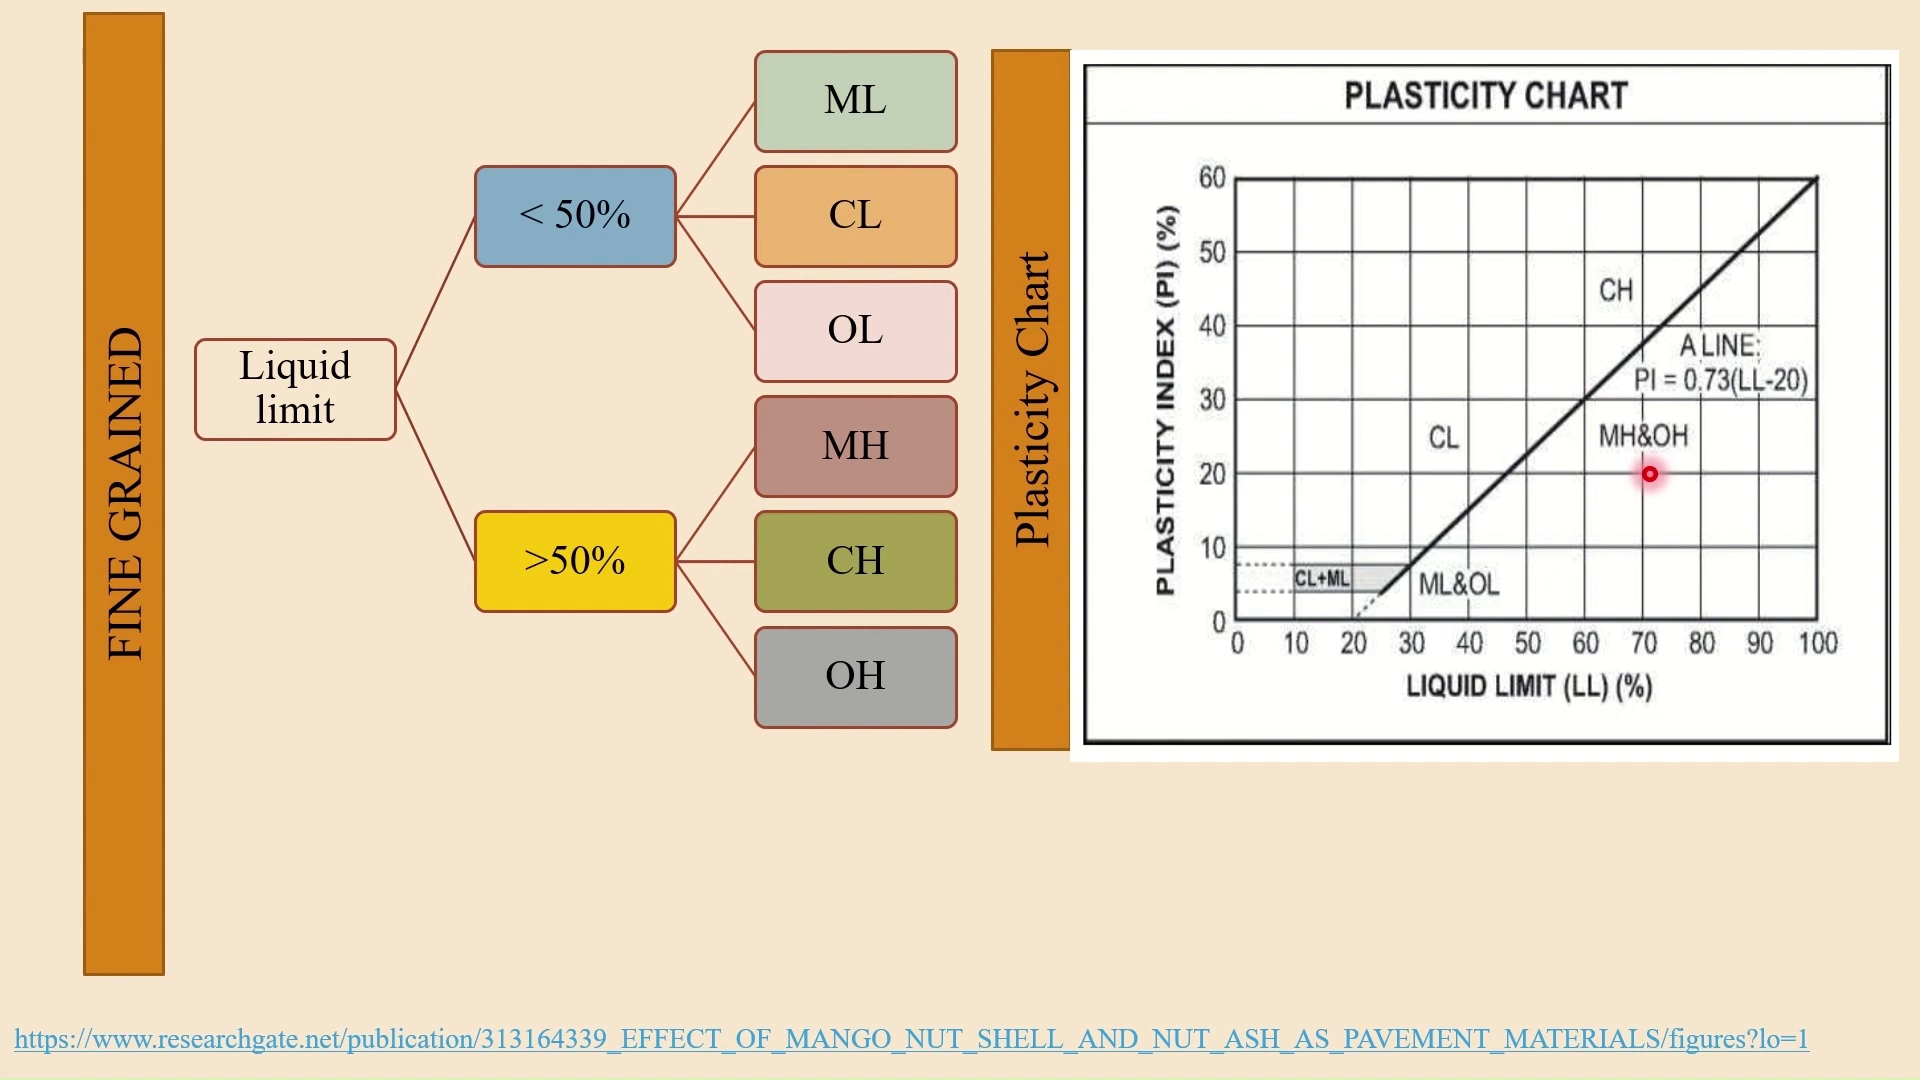 FINE GRAINED
Liquid
limit
< 50%
>50%
ML
CL
OL
MH
CH
OH
Plasticity Chart
PLASTICITY CHART
PLASTICITY INDEX (PI) (%)
60
50
40
30
20
10
0
CH
A LINE:
PI = 0.73(LL-20)
CL
MH&OH
CL+ML
ML&OL
0 10 20 30 40 50 60 70 80 90 100
LIQUID LIMIT (LL) (%)
https://www.researchgate.net/publication/313164339_EFFECT_OF_MANGO_NUT_SHELL_AND_NUT_ASH_AS_PAVEMENT_MATERIALS/figures?lo=1